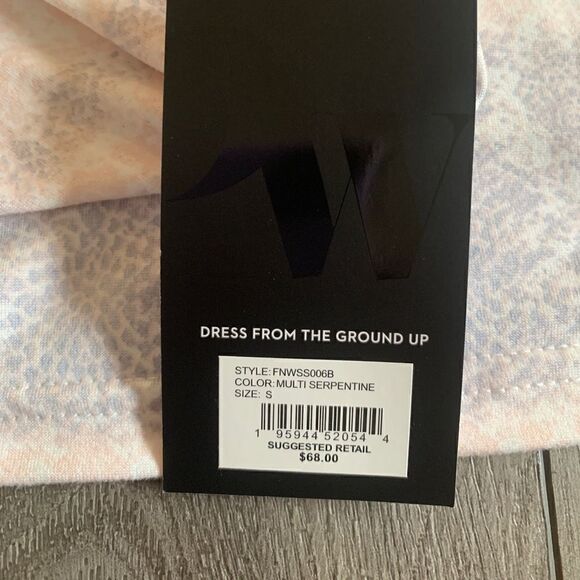 W
DRESS FROM THE GROUND UP
STYLE: FNWSS006B
COLOR: MULTI SERPENTINE
SIZE: S
1 95944 52054 4
SUGGESTED RETAIL
$68.00